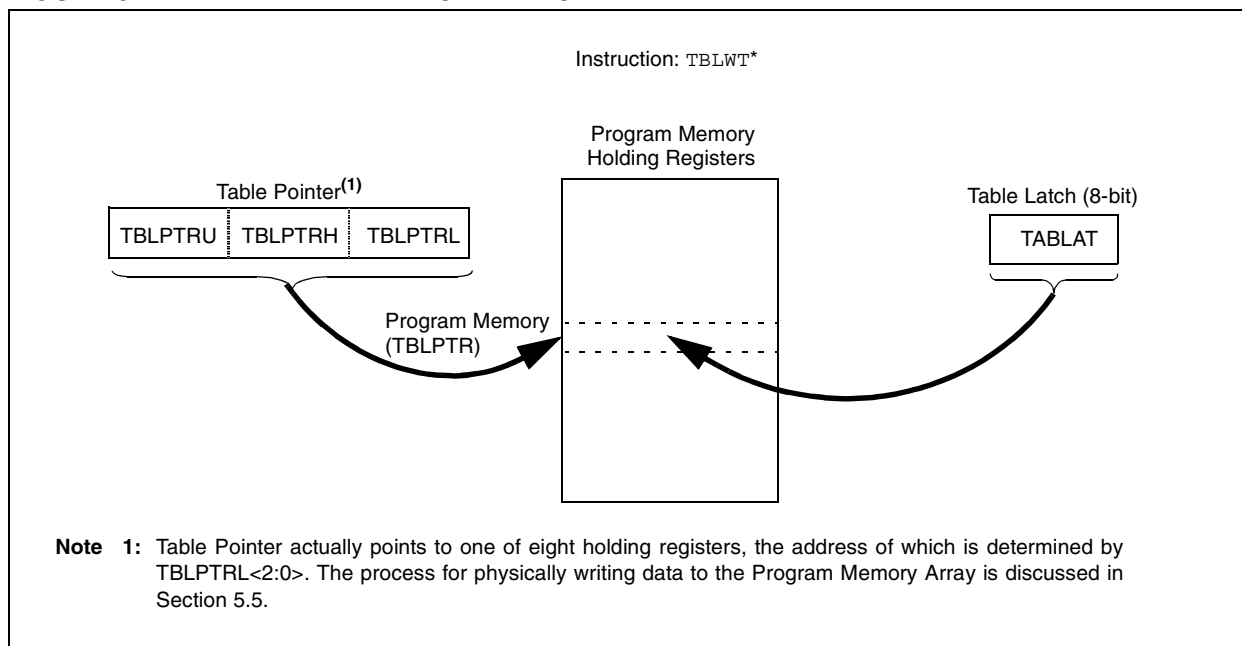 Instruction: TBLWT*
Program Memory
Holding Registers
Table Pointer(1)
Table Latch (8-bit)
TBLPTRU TBLPTRH TBLPTRL
TABLAT
Program Memory
(TBLPTR)
Note 1: Table Pointer actually points to one of eight holding registers, the address of which is determined by
TBLPTRL<2:0>. The process for physically writing data to the Program Memory Array is discussed in
Section 5.5.